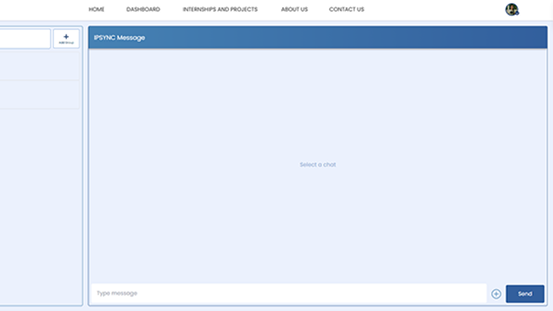 HOME DASHBOARD INTERNSHIPS AND PROJECTS ABOUT US CONTACT US
Add Group
IPSYNC Message
Select a chat
Type message
Send